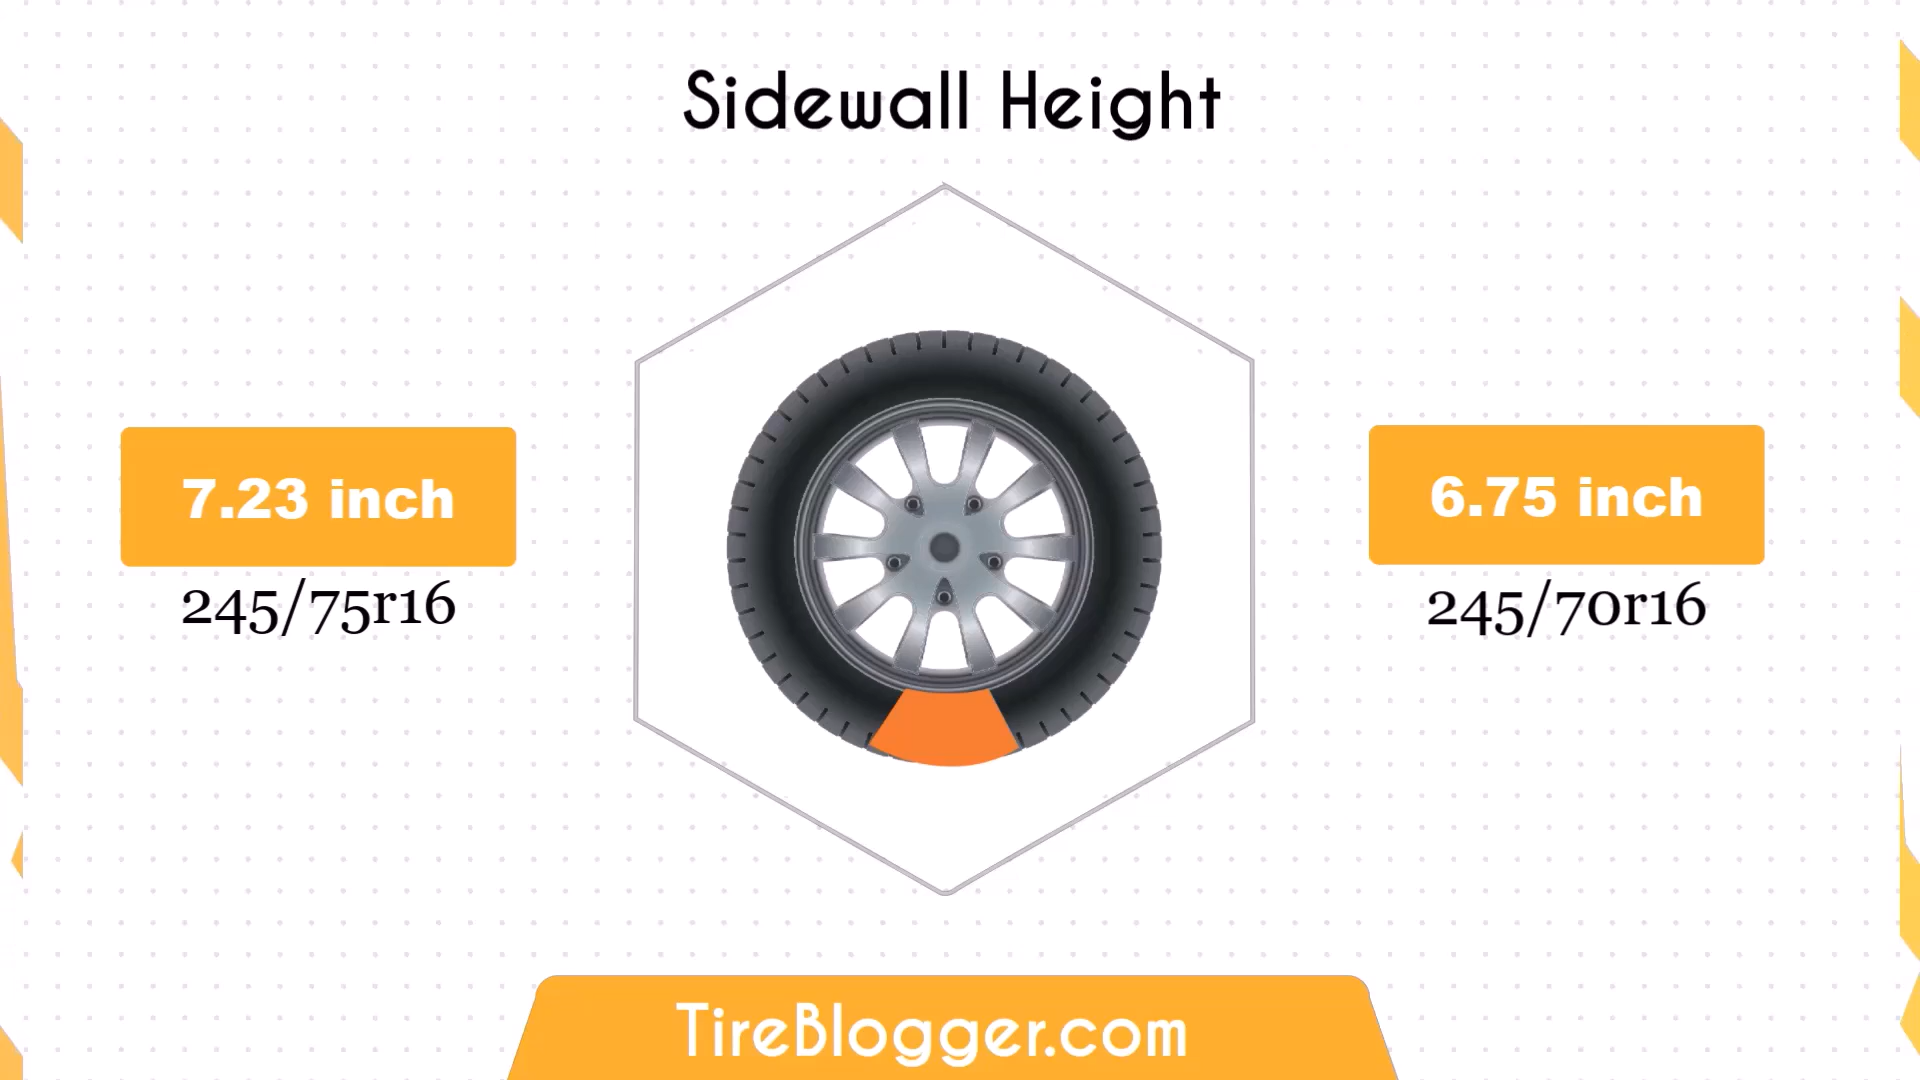 Sidewall Height
7.23 inch
245/75r16
6.75 inch
245/70r16
TireBlogger.com